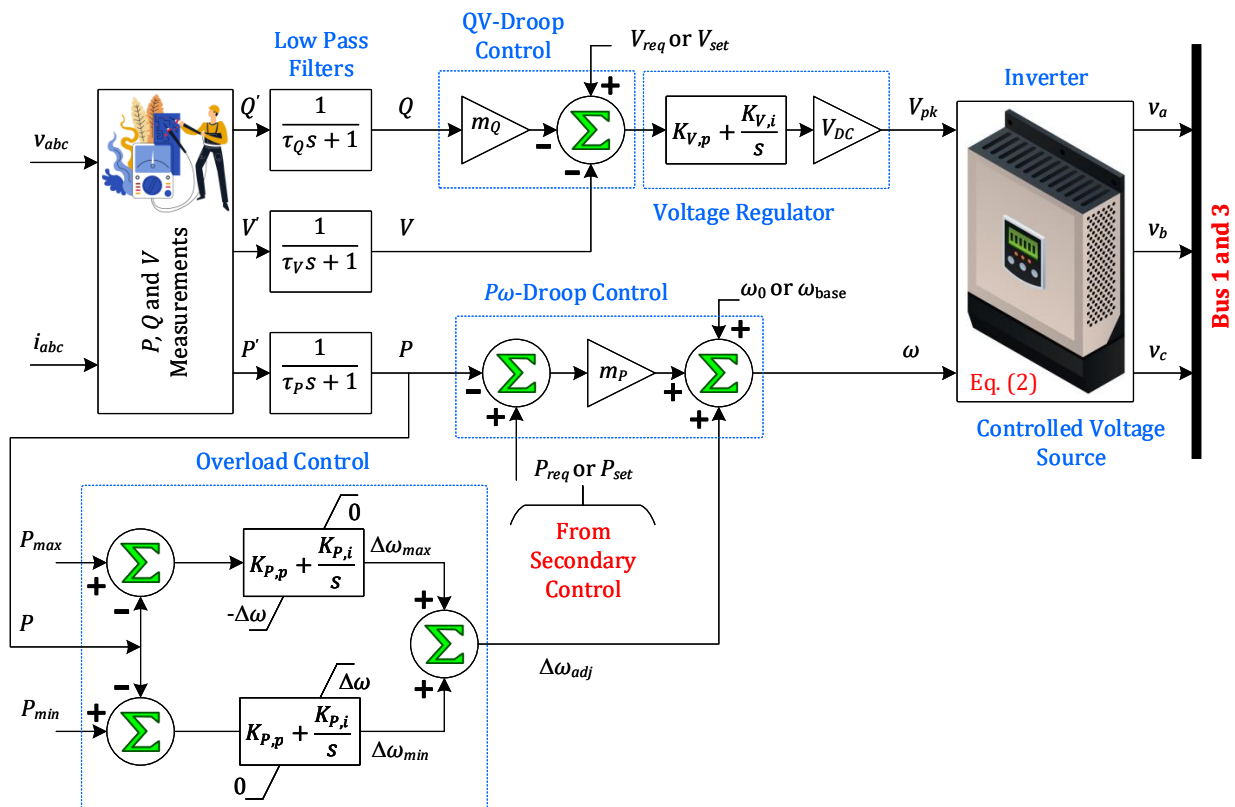 QV-Droop
Control
Low Pass
Filters
V_req or V_set
Inverter
Q'
1
τ_Q s + 1
Q
m_Q
+
Σ
-
-
K_V,p + K_V,i
s
V_DC
V_pk
v_a
v_abc
Voltage Regulator
V'
1
τ_V s + 1
V
v_b
P, Q and V
Measurements
Pω-Droop Control
ω_0 or ω_base
Bus 1 and 3
i_abc
P'
1
τ_P s + 1
P
-
Σ
+
m_P
+
+
Σ
+
ω
v_c
Eq. (2)
Controlled Voltage
Source
Overload Control
P_req or P_set
From
Secondary
Control
P_max
+
Σ
-
0
K_P,p + K_P,i
s
-Δω
Δω_max
P
+
Σ
+
Δω_adj
P_min
+
-
Σ
Δω
K_P,p + K_P,i
s
0
Δω_min